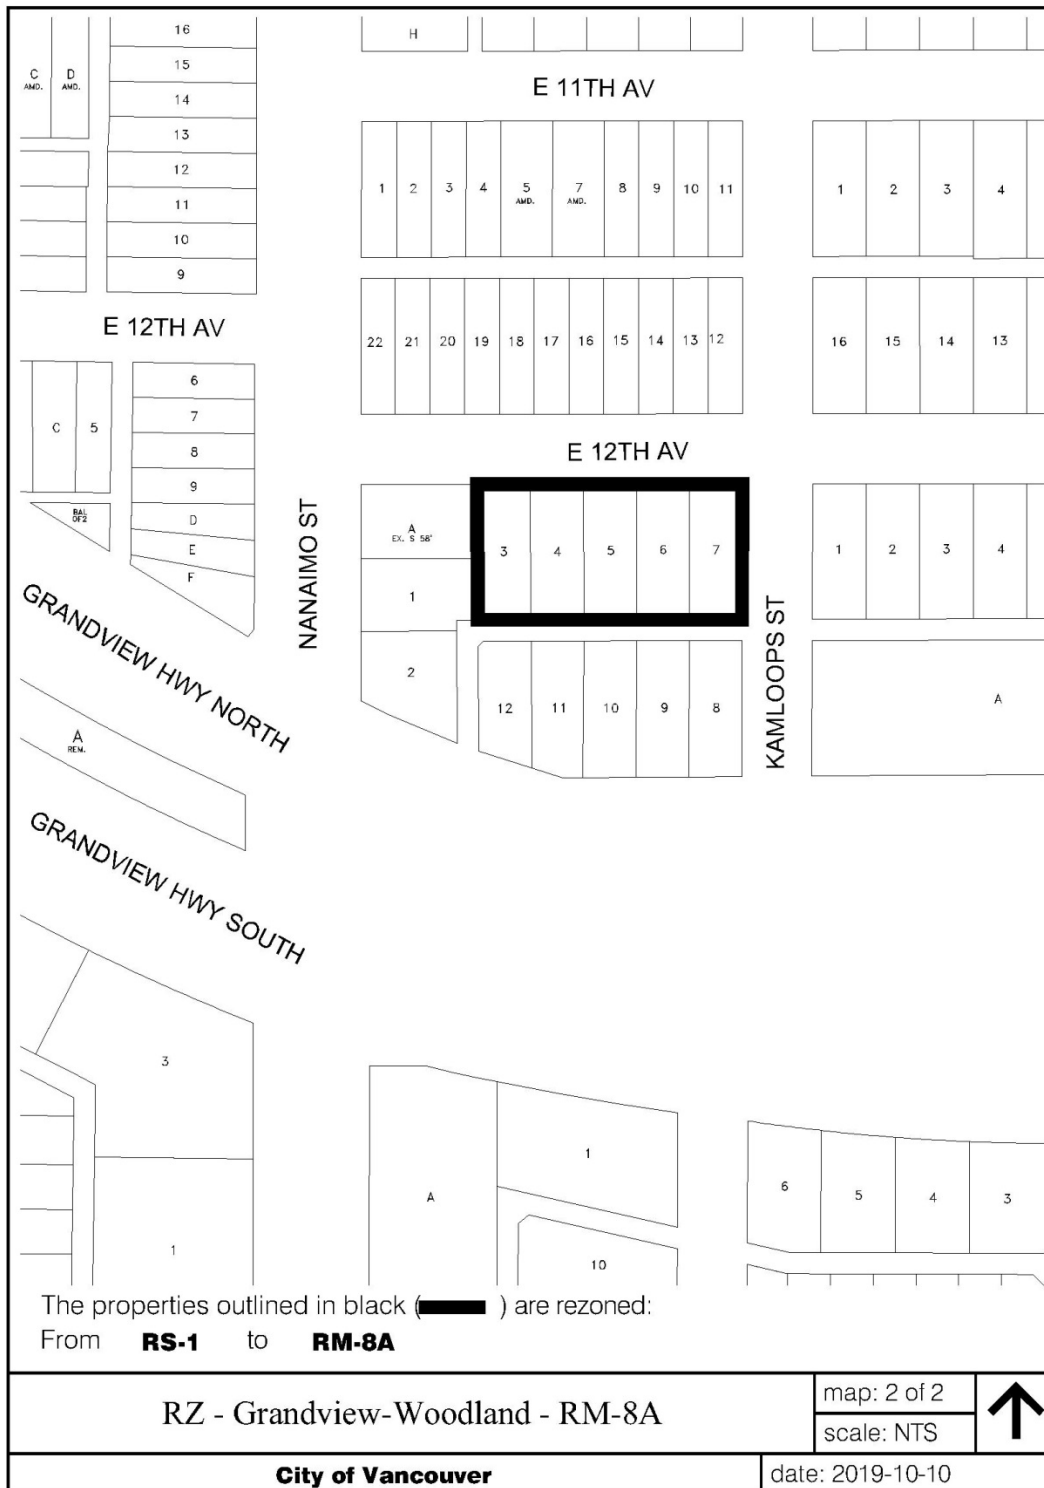 H
E 11TH AV
C
AMD.
D
AMD.
16
15
14
13
12
11
10
9
1 2 3 4 5 7 8 9 10 11
AMD. AMD.
1 2 3 4
E 12TH AV
22 21 20 19 18 17 16 15 14 13 12
16 15 14 13
E 12TH AV
C 5
BAL
OF2
6
7
8
9
D
E
F
NANAIMO ST
A
EX. S 58'
1
2
3 4 5 6 7
12 11 10 9 8
KAMLOOPS ST
1 2 3 4
A
GRANDVIEW HWY NORTH
A
REM.
GRANDVIEW HWY SOUTH
3
1
A
1
10
6 5 4 3
The properties outlined in black ( ) are rezoned:
From RS-1 to RM-8A
RZ - Grandview-Woodland - RM-8A
map: 2 of 2
scale: NTS
City of Vancouver
date: 2019-10-10